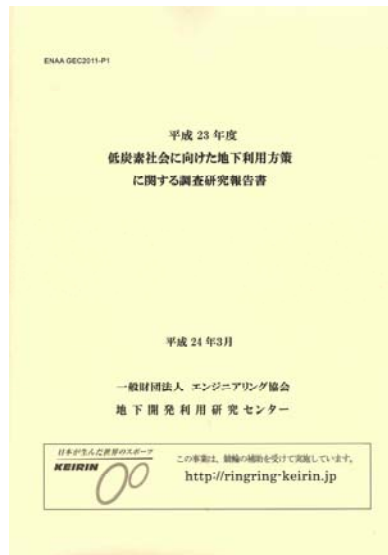 ENAA GEC2011-P1
平成 23 年度
低炭素社会に向けた地下利用方策
に関する調査研究報告書
平成 24 年3月
一般財団法人 エンジニアリング協会
地下開発利用研究センター
日本が生んだ世界のスポーツ
KEIRIN
この事業は、競輪の補助を受けて実施しています。
http://ringring-keirin.jp